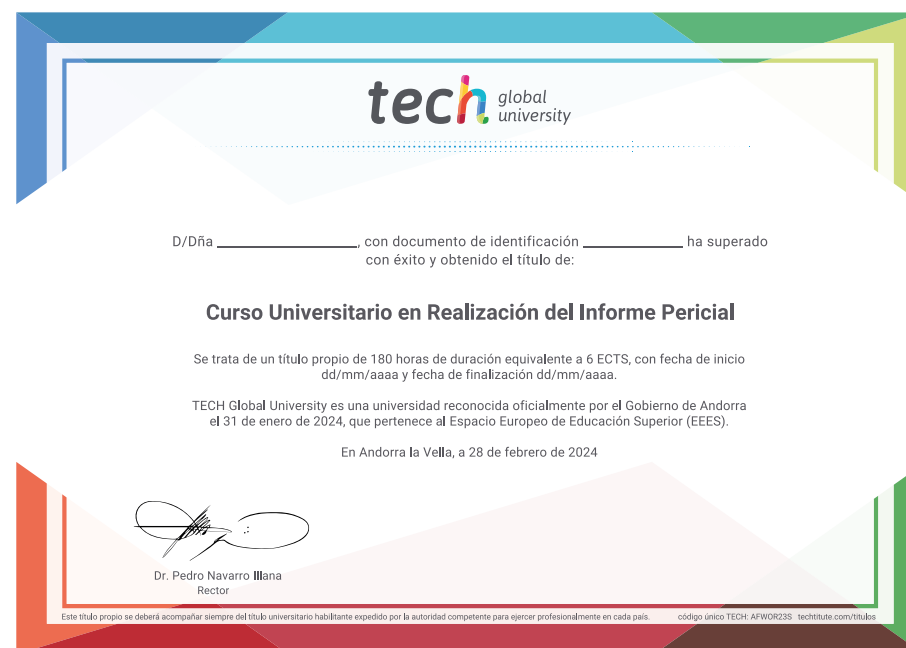 tech global
university
D/Dña ____________, con documento de identificación ____________ ha superado
con éxito y obtenido el título de:
Curso Universitario en Realización del Informe Pericial
Se trata de un título propio de 180 horas de duración equivalente a 6 ECTS, con fecha de inicio
dd/mm/aaaa y fecha de finalización dd/mm/aaaa.
TECH Global University es una universidad reconocida oficialmente por el Gobierno de Andorra
el 31 de enero de 2024, que pertenece al Espacio Europeo de Educación Superior (EEES).
En Andorra la Vella, a 28 de febrero de 2024
Dr. Pedro Navarro Illana
Rector
Este título propio se deberá acompañar siempre del título universitario habilitante expedido por la autoridad competente para ejercer profesionalmente en cada país. código único TECH: AFWOR23S techtitute.com/titulos